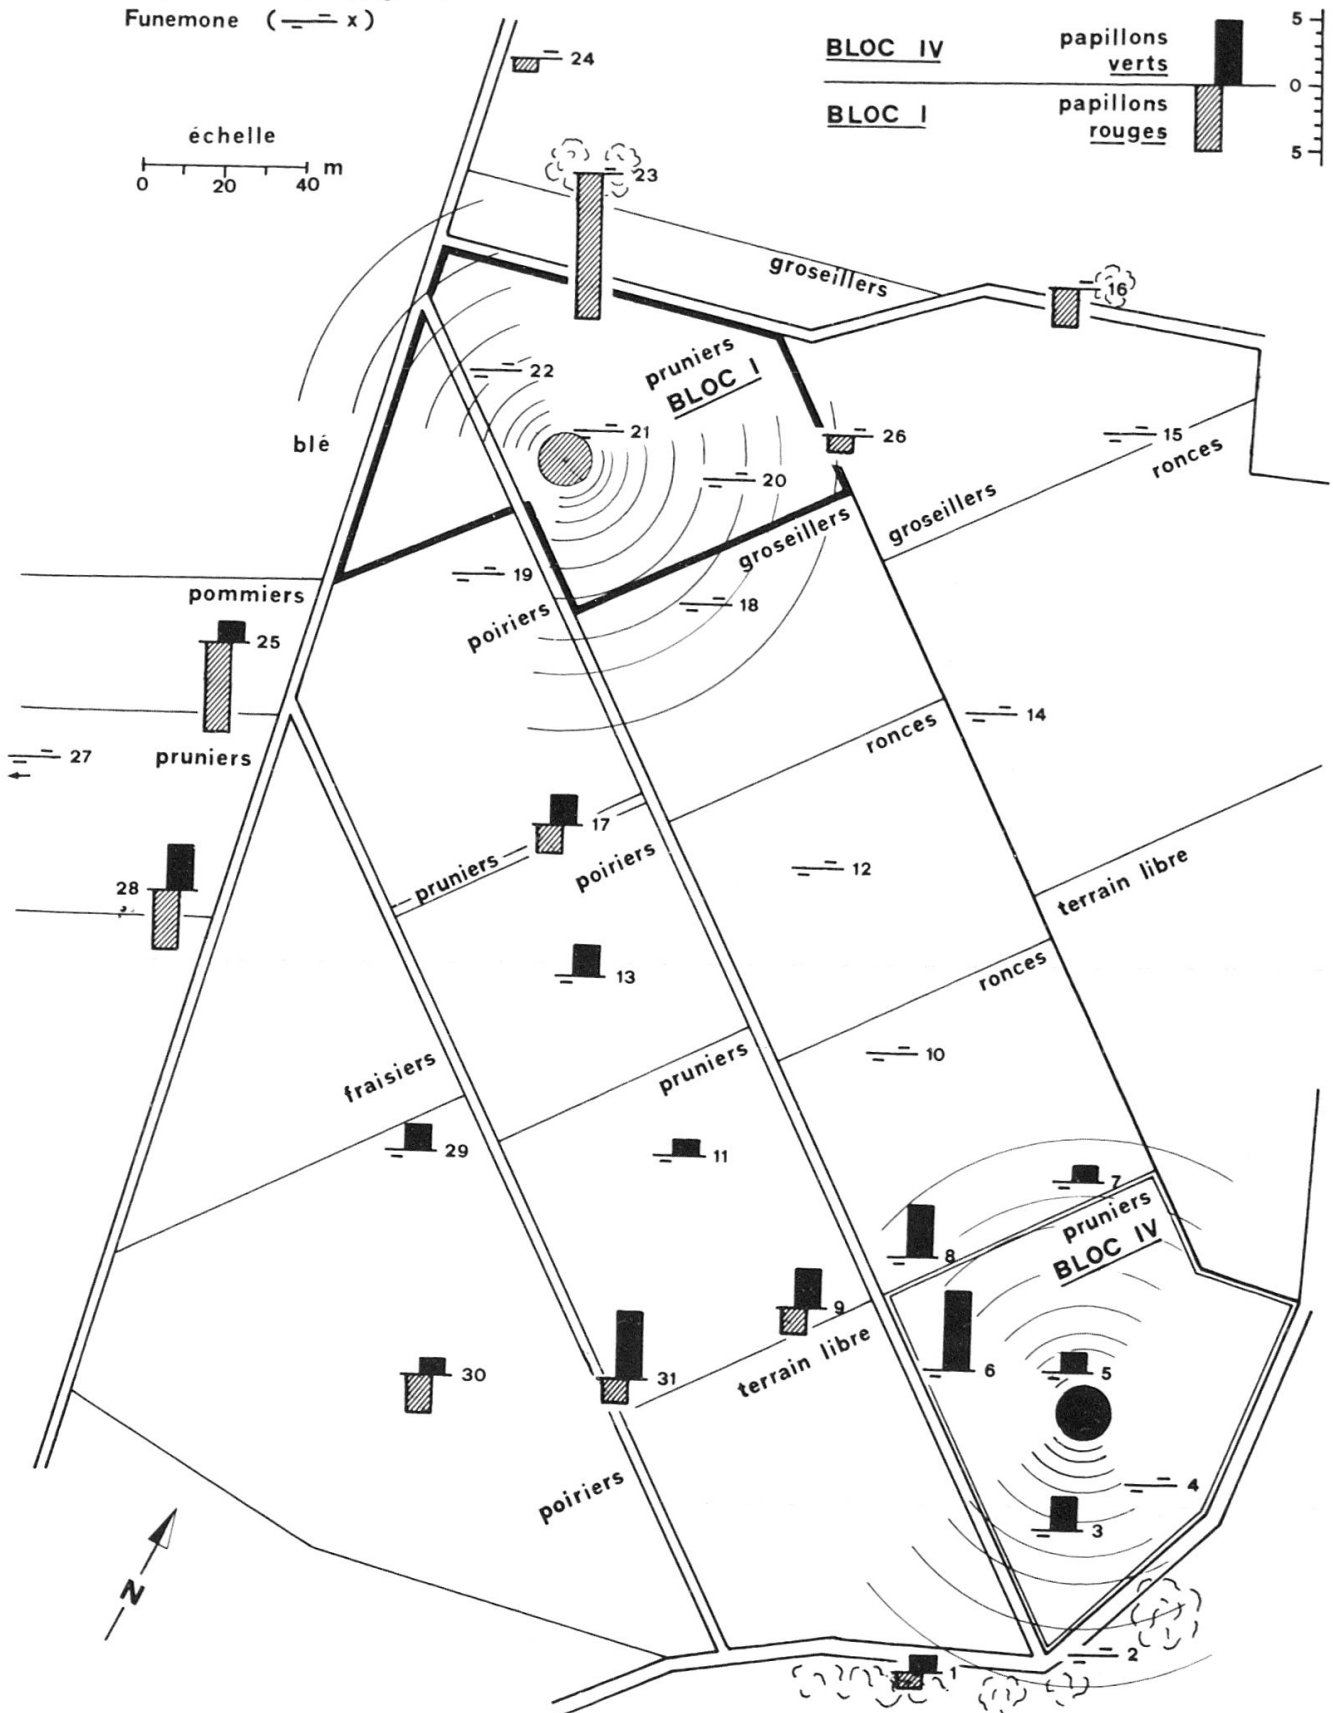 Funemone ( x )
BLOC IV
papillons
verts
BLOC I
papillons
rouges
5
0
5
24
échelle
0 20 40 m
23
groseillers
16
pruniers
BLOC I
22
blé
21
26
15
ronces
20
groseillers
groseillers
19
pommiers
18
poiriers
25
14
ronces
27
pruniers
17
pruniers
poiriers
12
terrain libre
28
13
ronces
fraisiers
pruniers
10
29
11
7
pruniers
BLOC IV
8
9
terrain libre
6
5
30
31
poiriers
4
3
N
2
1